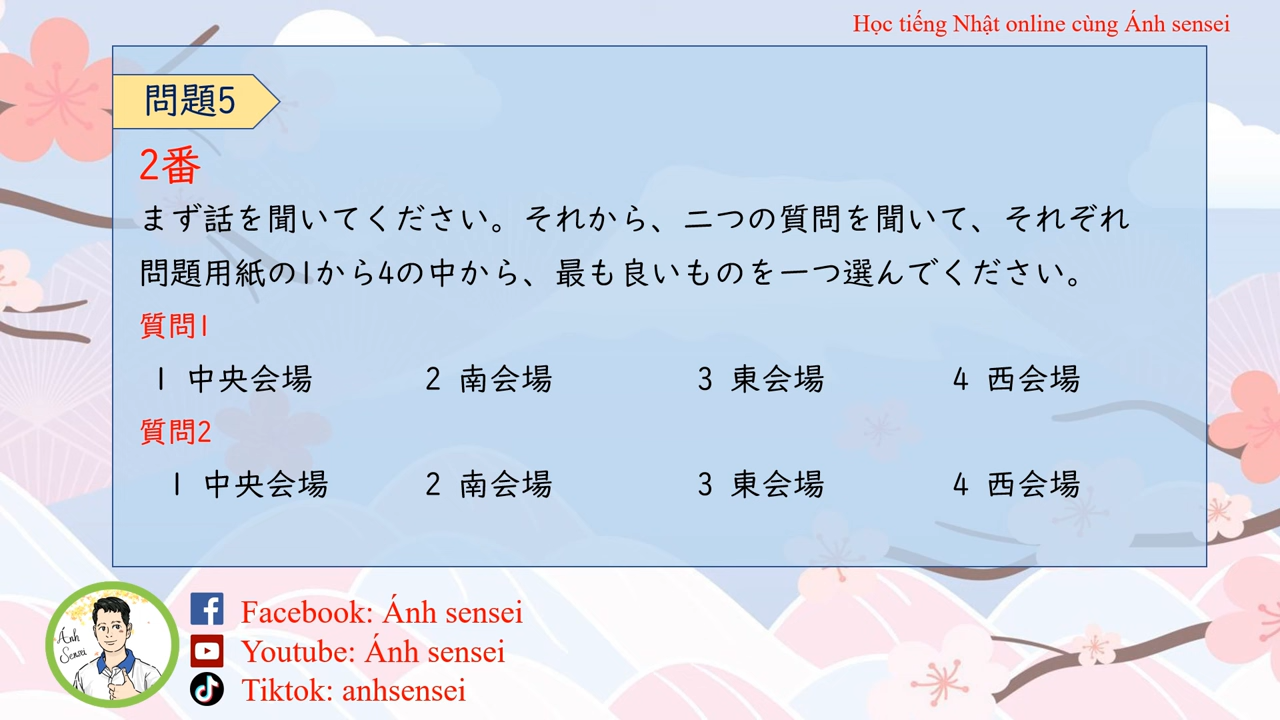 Học tiếng Nhật online cùng Ánh sensei
問題5
2番
まず話を聞いてください。それから、二つの質問を聞いて、それぞれ
問題用紙の1から4の中から、最も良いものを一つ選んでください。
質問1
1 中央会場 2 南会場 3 東会場 4 西会場
質問2
1 中央会場 2 南会場 3 東会場 4 西会場
Ánh
Sensei
Facebook: Ánh sensei
Youtube: Ánh sensei
Tiktok: anhsensei